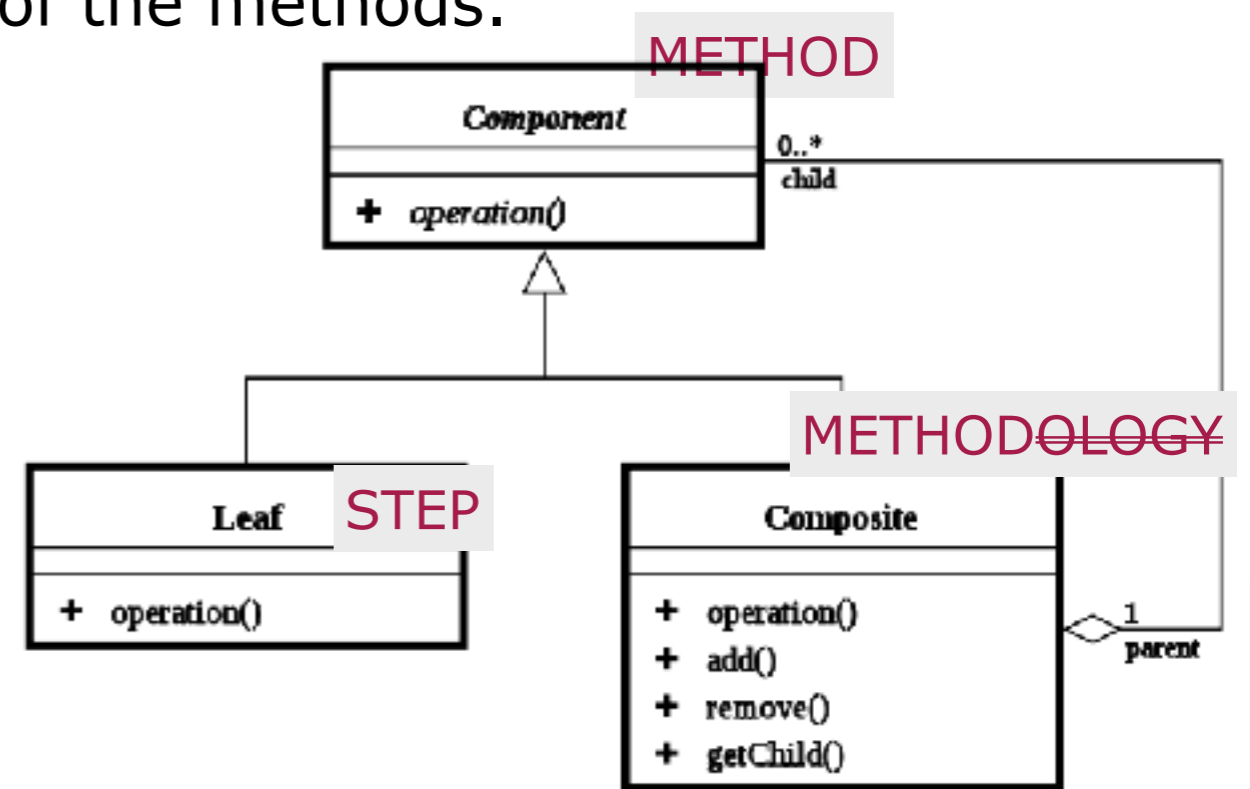 of the methods.
METHOD
Component
0..*
child
+ operation()
METHODOLOGY
Leaf
STEP
+ operation()
Composite
+ operation()
+ add()
+ remove()
+ getChild()
1
parent